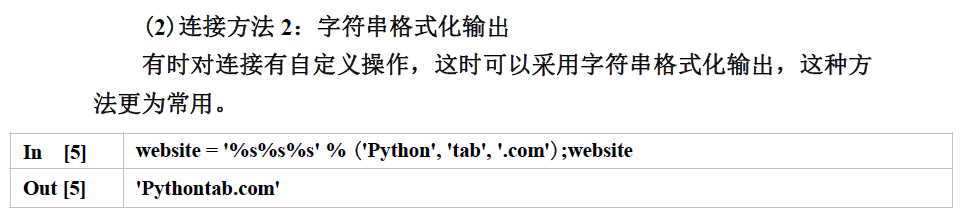 (2)连接方法 2：字符串格式化输出
有时对连接有自定义操作，这时可以采用字符串格式化输出，这种方
法更为常用。
In [5] website = '%s%s%s' % ('Python', 'tab', '.com');website
Out [5] 'Pythontab.com'